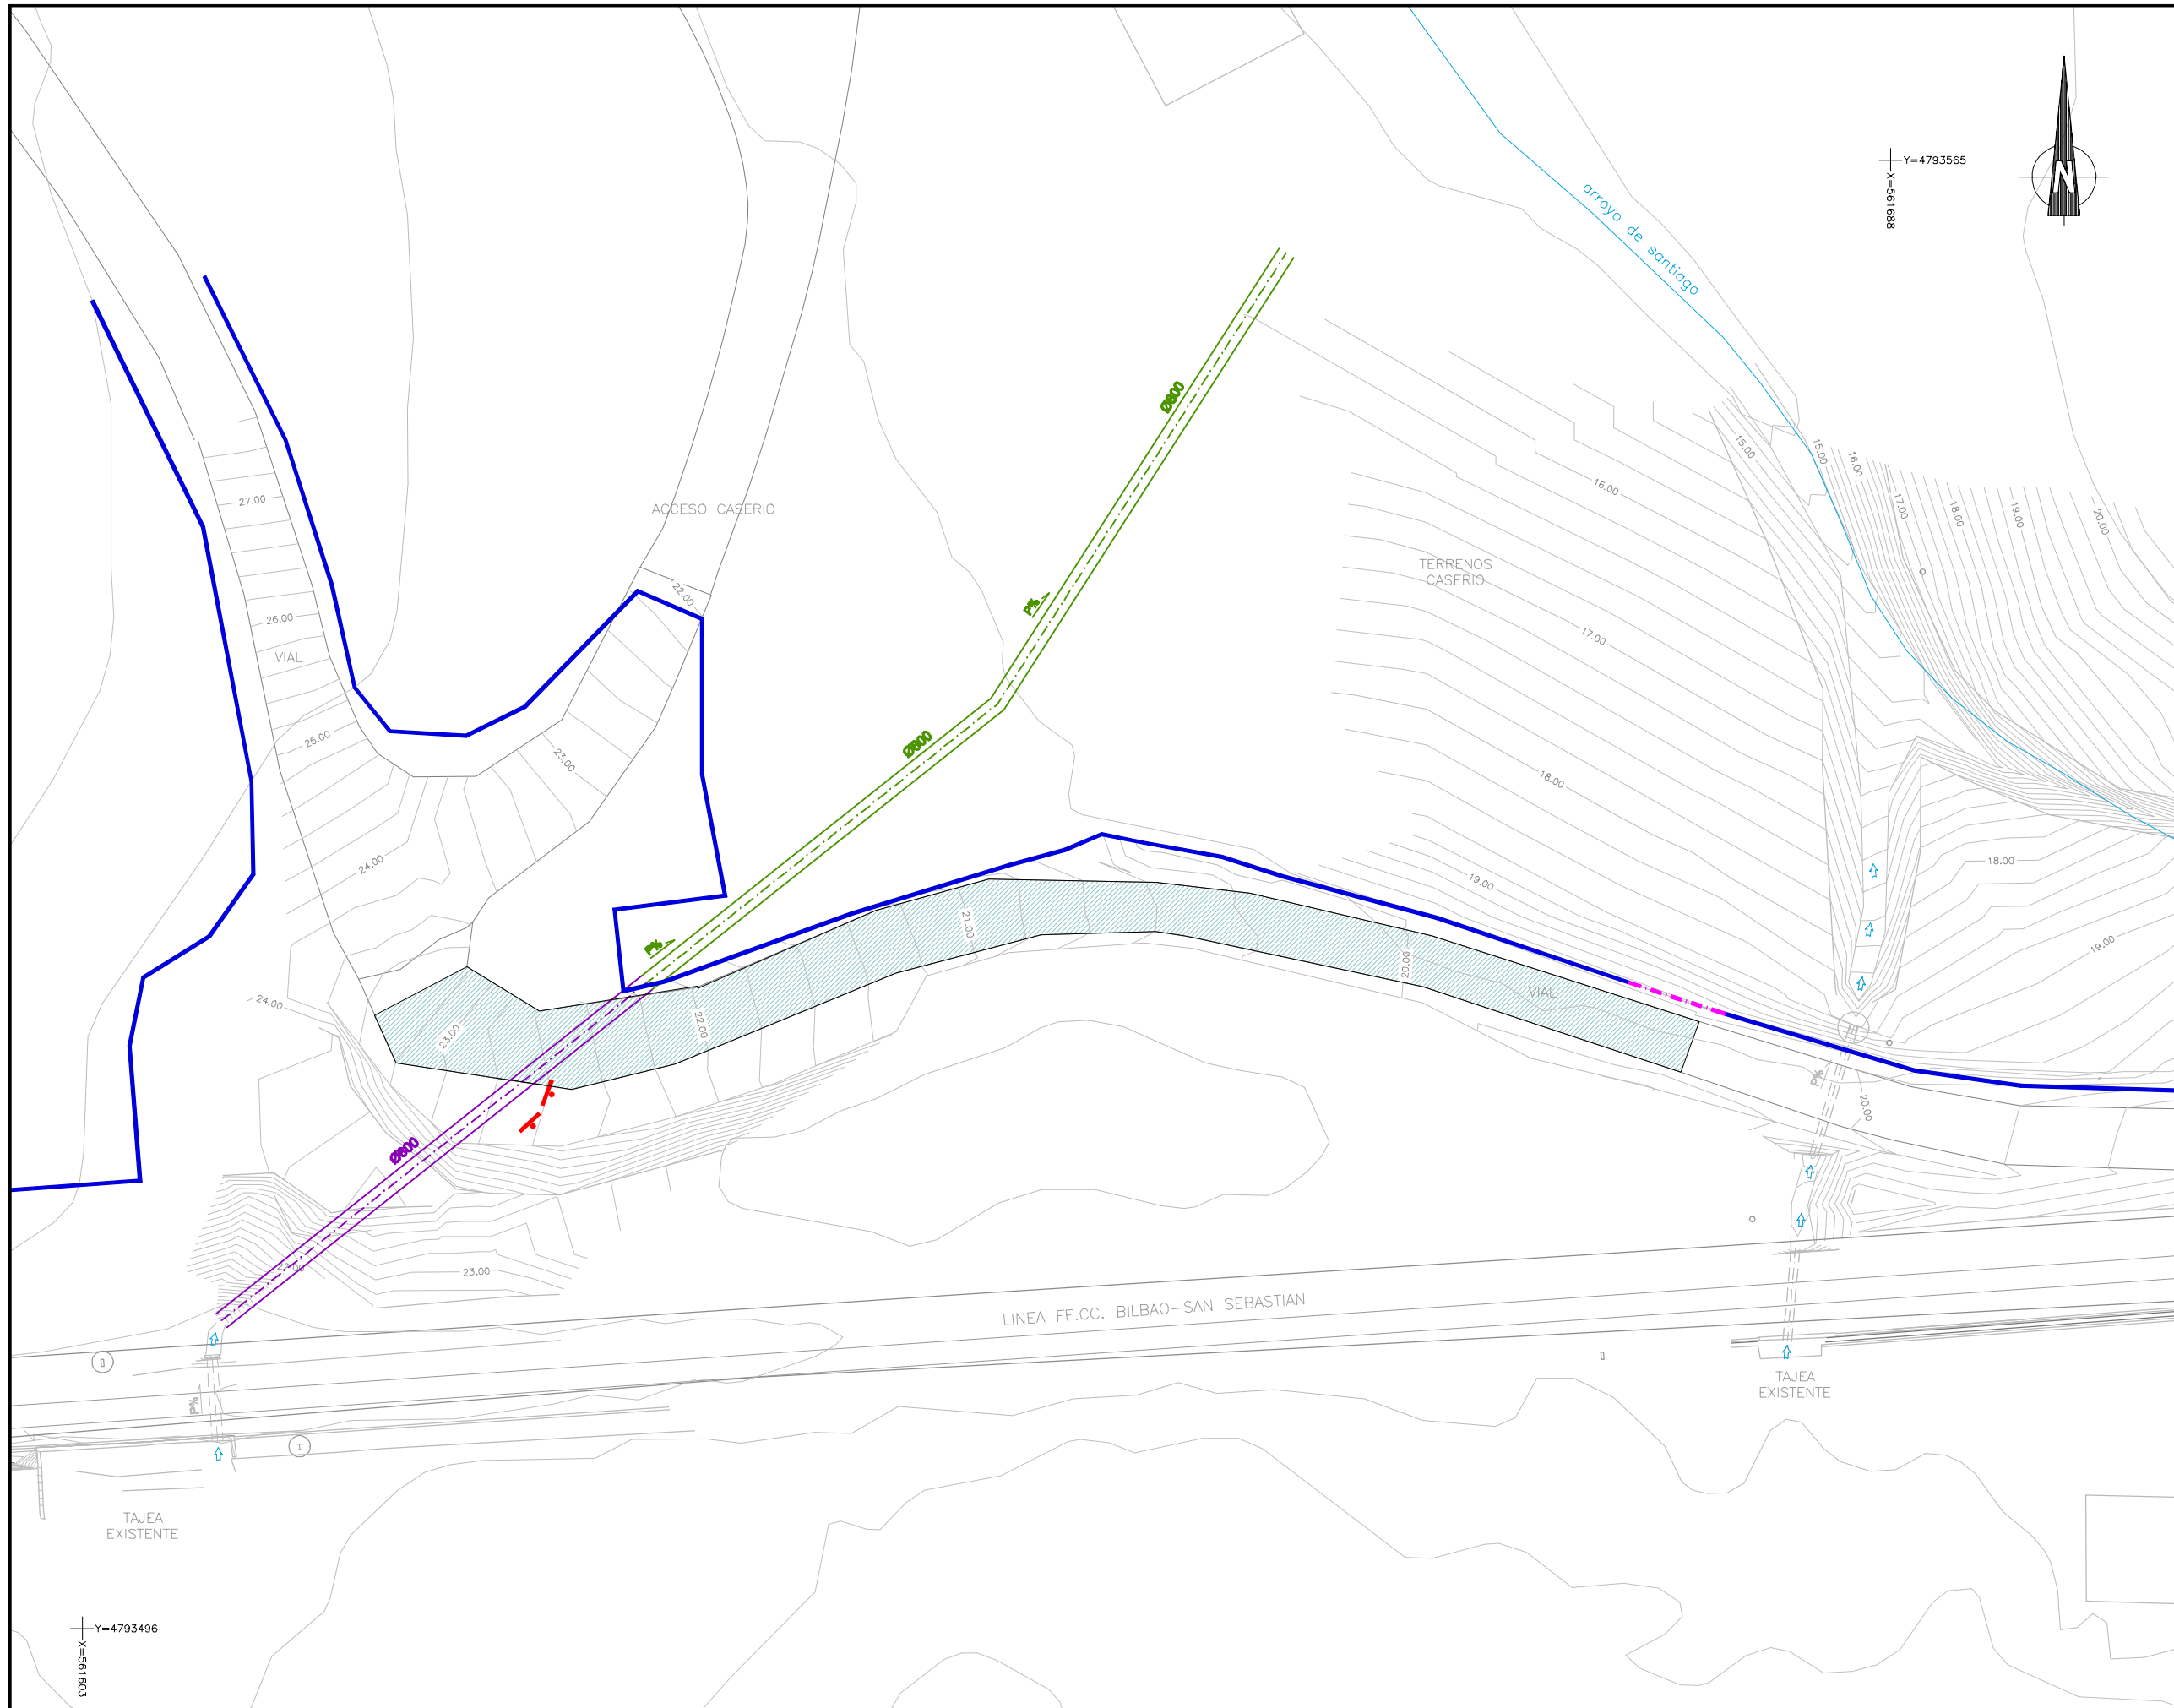 Y=4793565
X=561688
N
arroyo de santiago
Ø800
15.00
15.00
16.00
17.00
18.00
19.00
20.00
16.00
27.00
ACCESO CASERIO
TERRENOS
CASERIO
22.00
P%
26.00
17.00
VIAL
25.00
23.00
Ø800
18.00
24.00
19.00
18.00
21.00
P%
19.00
20.00
VIAL
24.00
23.00
22.00
P%
20.00
Ø800
23.00
23.00
LINEA FF.CC. BILBAO-SAN SEBASTIAN
TAJEA
EXISTENTE
P%
I
TAJEA
EXISTENTE
Y=4793496
X=561603